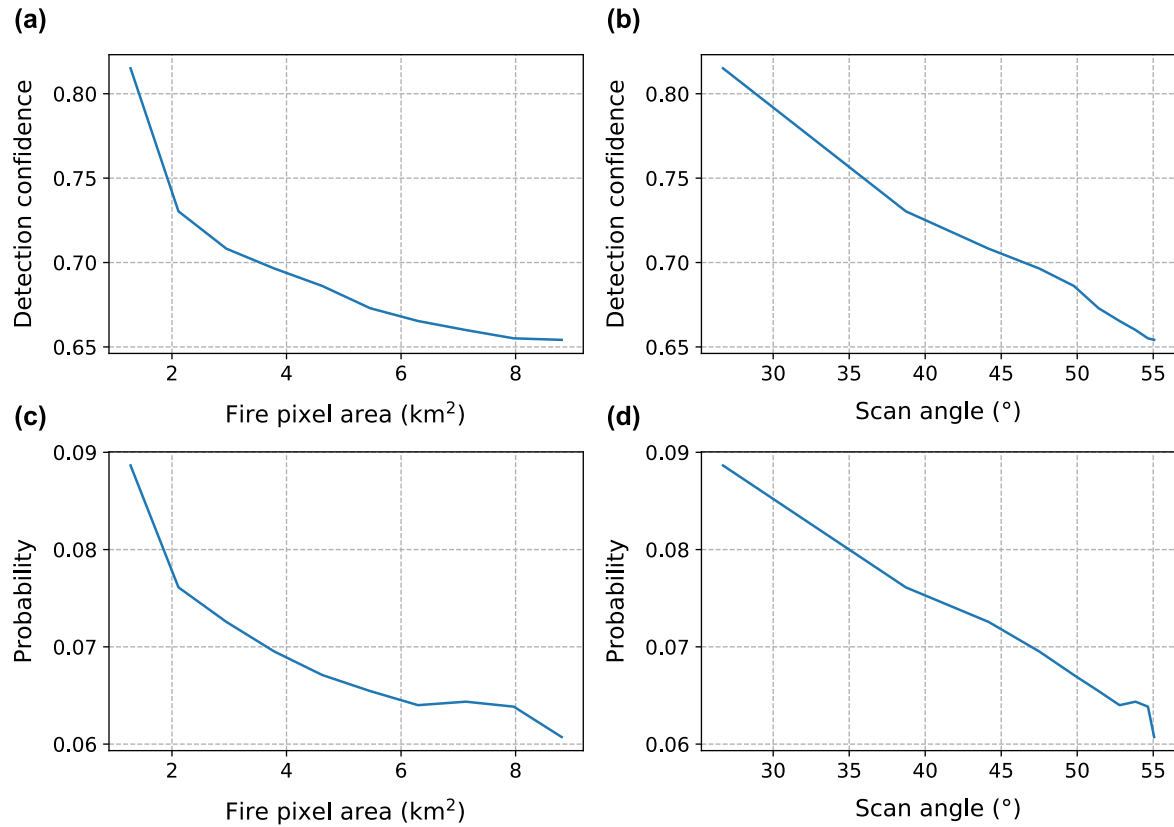 (a)
Detection confidence
0.80
0.75
0.70
0.65
2 4 6 8
Fire pixel area (km²)
(b)
Detection confidence
0.80
0.75
0.70
0.65
30 35 40 45 50 55
Scan angle (°)
(c)
Probability
0.09
0.08
0.07
0.06
2 4 6 8
Fire pixel area (km²)
(d)
Probability
0.09
0.08
0.07
0.06
30 35 40 45 50 55
Scan angle (°)